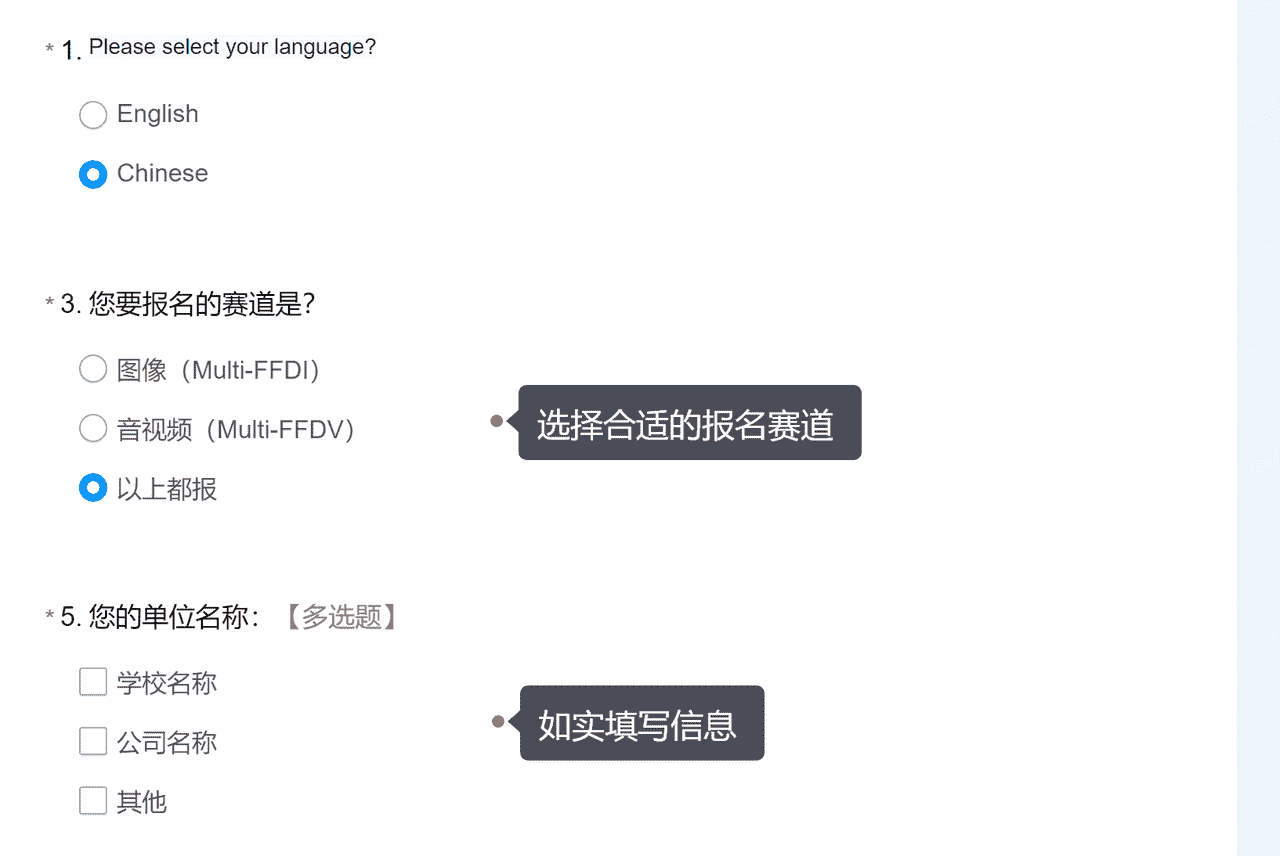 * 1. Please select your language?
English
Chinese
* 3. 您要报名的赛道是?
图像（Multi-FFDI）
音视频（Multi-FFDV）
选择合适的报名赛道
以上都报
* 5. 您的单位名称：【多选题】
学校名称
如实填写信息
公司名称
其他